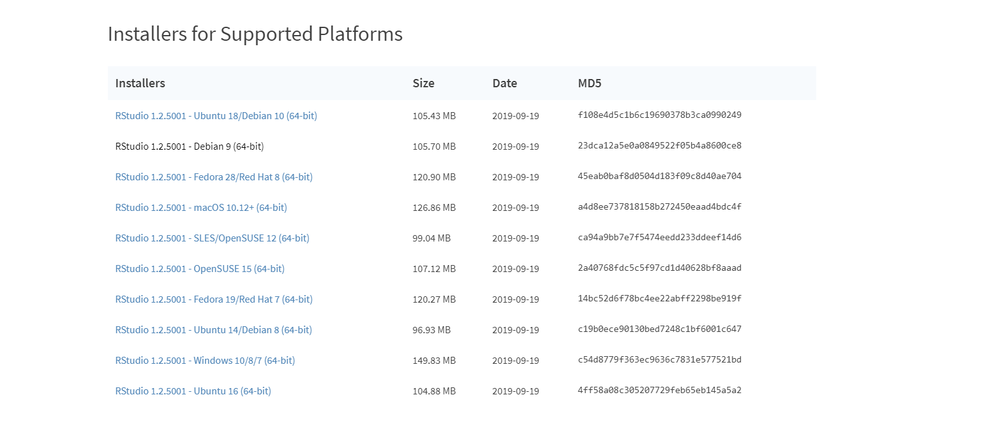 Installers for Supported Platforms
Installers Size Date MD5
RStudio 1.2.5001 - Ubuntu 18/Debian 10 (64-bit) 105.43 MB 2019-09-19 f108e4d5c1b6c19690378b3ca0990249
RStudio 1.2.5001 - Debian 9 (64-bit) 105.70 MB 2019-09-19 23dca12a5e0a0849522f05b4a8600ce8
RStudio 1.2.5001 - Fedora 28/Red Hat 8 (64-bit) 120.90 MB 2019-09-19 45eab0baf8d0504d183f09c8d40ae704
RStudio 1.2.5001 - macOS 10.12+ (64-bit) 126.86 MB 2019-09-19 a4d8ee737818158b272450eaad4bdc4f
RStudio 1.2.5001 - SLES/OpenSUSE 12 (64-bit) 99.04 MB 2019-09-19 ca94a9bb7e7f5474eedd233ddeef14d6
RStudio 1.2.5001 - OpenSUSE 15 (64-bit) 107.12 MB 2019-09-19 2a40768fdc5c5f97cd1d40628bf8aaad
RStudio 1.2.5001 - Fedora 19/Red Hat 7 (64-bit) 120.27 MB 2019-09-19 14bc52d6f78bc4ee22abff2298be919f
RStudio 1.2.5001 - Ubuntu 14/Debian 8 (64-bit) 96.93 MB 2019-09-19 c19b0ece90130bed7248c1bf6001c647
RStudio 1.2.5001 - Windows 10/8/7 (64-bit) 149.83 MB 2019-09-19 c54d8779f363ec9636c7831e577521bd
RStudio 1.2.5001 - Ubuntu 16 (64-bit) 104.88 MB 2019-09-19 4ff58a08c305207729feb65eb145a5a2